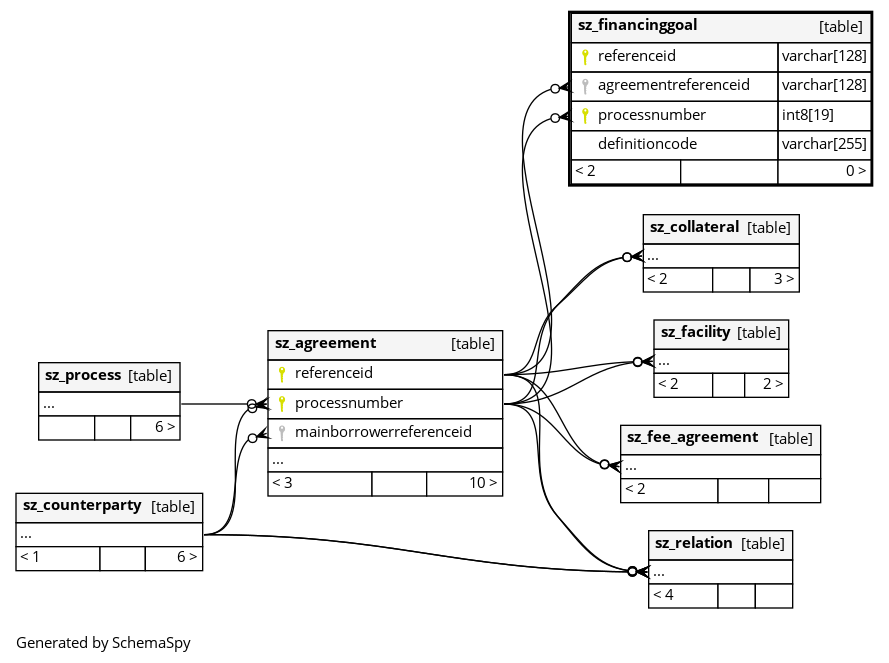 sz_financinggoal [table]
referenceid varchar[128]
agreementreferenceid varchar[128]
processnumber int8[19]
definitioncode varchar[255]
< 2 0 >
sz_collateral [table]
...
< 2 3 >
sz_facility [table]
...
< 2 2 >
sz_agreement [table]
referenceid
processnumber
mainborrowerreferenceid
...
< 3 10 >
sz_process [table]
...
6 >
sz_fee_agreement [table]
...
< 2
sz_counterparty [table]
...
< 1 6 >
sz_relation [table]
...
< 4
Generated by SchemaSpy